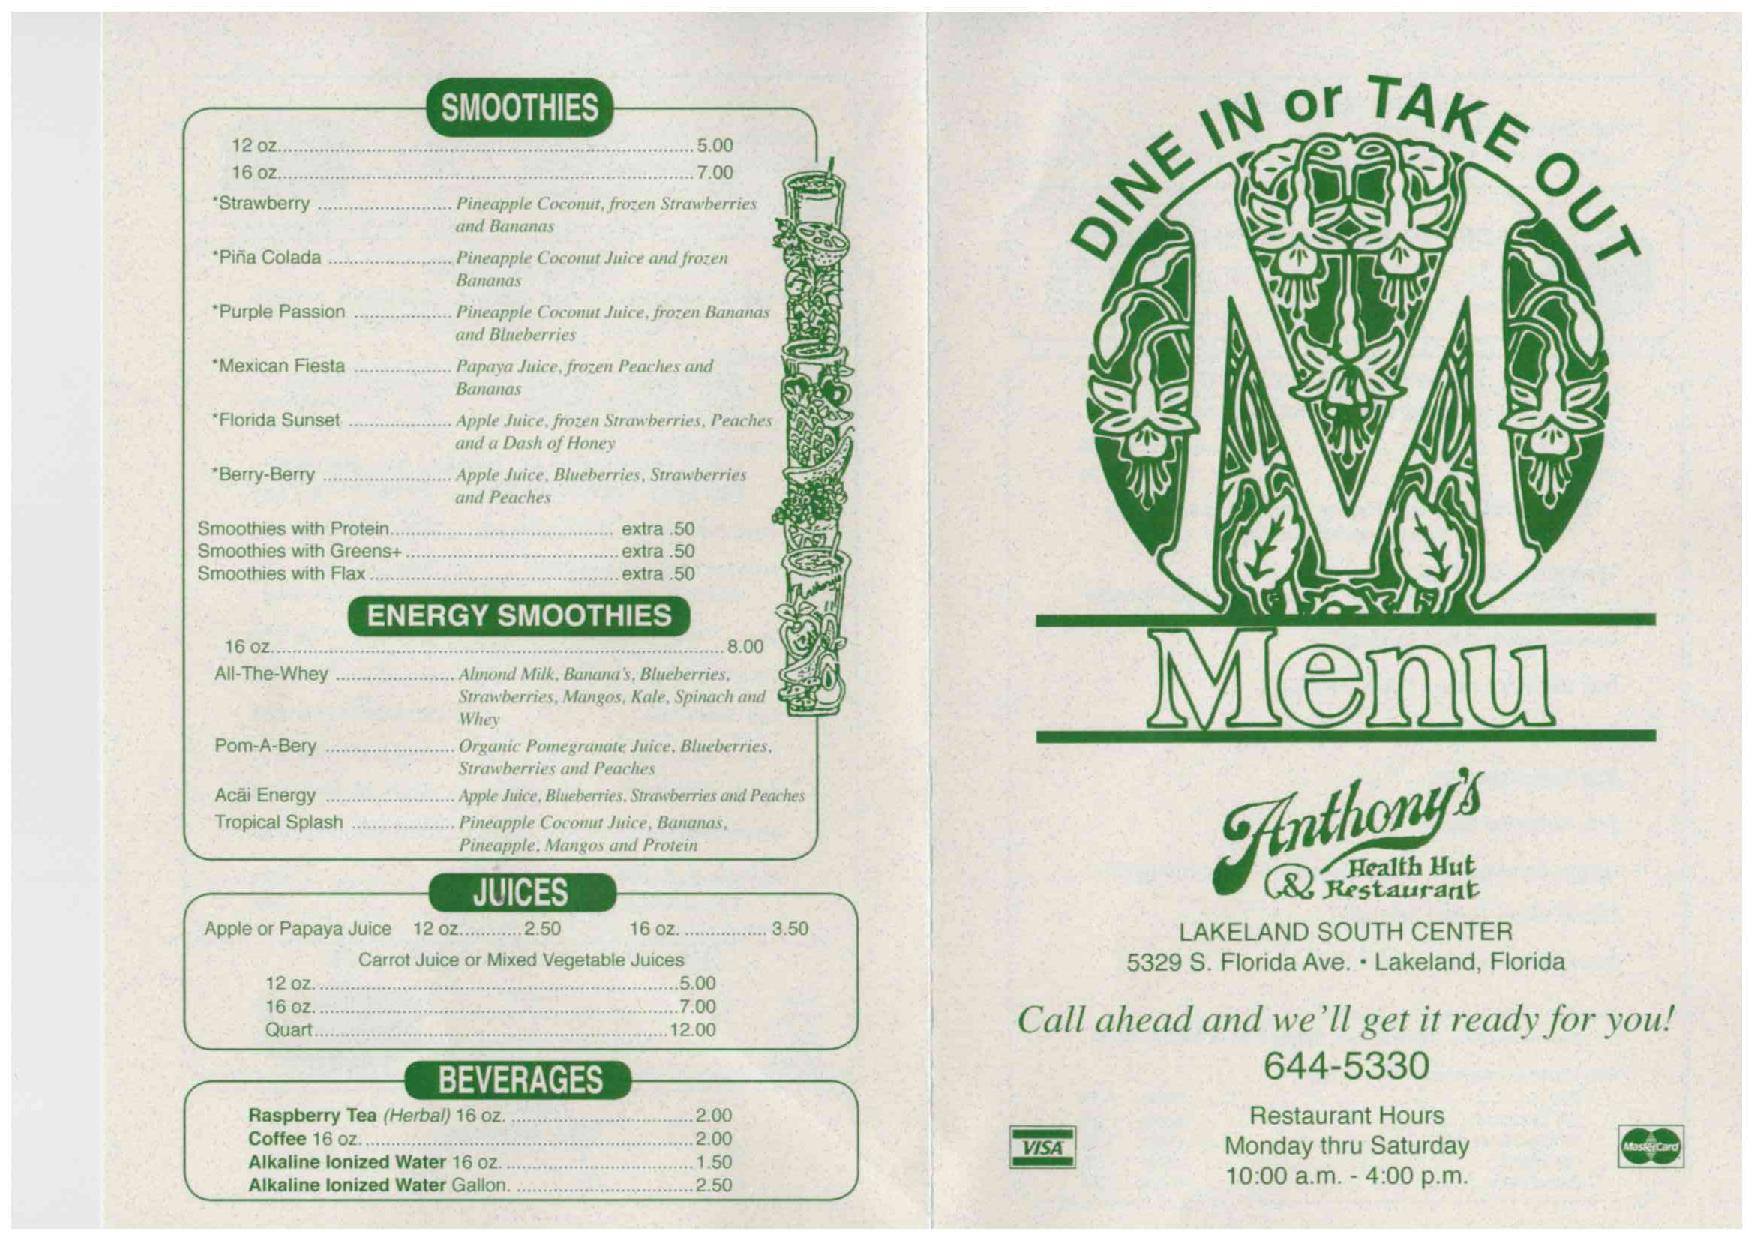 SMOOTHIES
12 oz. 5.00
16 oz. 7.00
*Strawberry Pineapple Coconut, frozen Strawberries
and Bananas
*Piña Colada Pineapple Coconut Juice and frozen
Bananas
*Purple Passion Pineapple Coconut Juice, frozen Bananas
and Blueberries
*Mexican Fiesta Papaya Juice, frozen Peaches and
Bananas
*Florida Sunset Apple Juice, frozen Strawberries, Peaches
and a Dash of Honey
*Berry-Berry Apple Juice, Blueberries, Strawberries
and Peaches
Smoothies with Protein extra .50
Smoothies with Greens+ extra .50
Smoothies with Flax extra .50
ENERGY SMOOTHIES
16 oz. 8.00
All-The-Whey Almond Milk, Banana's, Blueberries,
Strawberries, Mangos, Kale, Spinach and
Whey
Pom-A-Bery Organic Pomegranate Juice, Blueberries,
Strawberries and Peaches
Acäi Energy Apple Juice, Blueberries, Strawberries and Peaches
Tropical Splash Pineapple Coconut Juice, Bananas,
Pineapple, Mangos and Protein
JUICES
Apple or Papaya Juice 12 oz. 2.50 16 oz. 3.50
Carrot Juice or Mixed Vegetable Juices
12 oz. 5.00
16 oz. 7.00
Quart 12.00
BEVERAGES
Raspberry Tea (Herbal) 16 oz. 2.00
Coffee 16 oz. 2.00
Alkaline Ionized Water 16 oz. 1.50
Alkaline Ionized Water Gallon. 2.50
DINE IN or TAKE OUT
M
Menu
Anthony's
Health Hut
& Restaurant
LAKELAND SOUTH CENTER
5329 S. Florida Ave. • Lakeland, Florida
Call ahead and we'll get it ready for you!
644-5330
Restaurant Hours
Monday thru Saturday
10:00 a.m. - 4:00 p.m.
VISA
MasterCard